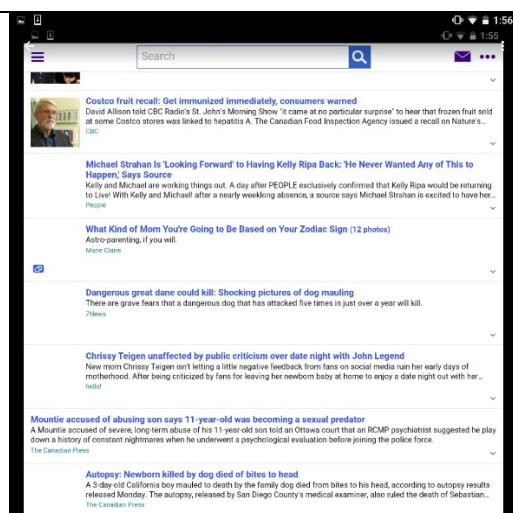 1:56
1:55
Search
Costco fruit recall: Get immunized immediately, consumers warned
David Allison told CBC Radio's St. John's Morning Show "it came at no particular surprise" to hear that frozen fruit sold
at some Costco stores was linked to hepatitis A. The Canadian Food Inspection Agency issued a recall on Nature's...
CBC
Michael Strahan Is 'Looking Forward' to Having Kelly Ripa Back: 'He Never Wanted Any of This to
Happen,' Says Source
Kelly and Michael are working things out. A day after PEOPLE exclusively confirmed that Kelly Ripa would be returning
to Live! With Kelly and Michael! after a nearly weeklong absence, a source says Michael Strahan is excited to have her...
People
What Kind of Mom You're Going to Be Based on Your Zodiac Sign (12 photos)
Astro-parenting, if you will.
Marie Claire
Dangerous great dane could kill: Shocking pictures of dog mauling
There are grave fears that a dangerous dog that has attacked five times in just over a year will kill.
7News
Chrissy Teigen unaffected by public criticism over date night with John Legend
New mom Chrissy Teigen isn't letting a little negative feedback from fans on social media ruin her early days of
motherhood. After being criticized by fans for leaving her newborn baby at home to enjoy a date night out with her...
hello!
Mountie accused of abusing son says 11-year-old was becoming a sexual predator
A Mountie accused of severe, long-term abuse of his 11-year-old son told an Ottawa court that an RCMP psychiatrist suggested he play
down a history of constant nightmares when he underwent a psychological evaluation before joining the police force.
The Canadian Press
Autopsy: Newborn killed by dog died of bites to head
A 3-day-old California boy mauled to death by the family dog died from bites to his head, according to autopsy results
released Monday. The autopsy, released by San Diego County's medical examiner, also ruled the death of Sebastian...
The Canadian Press